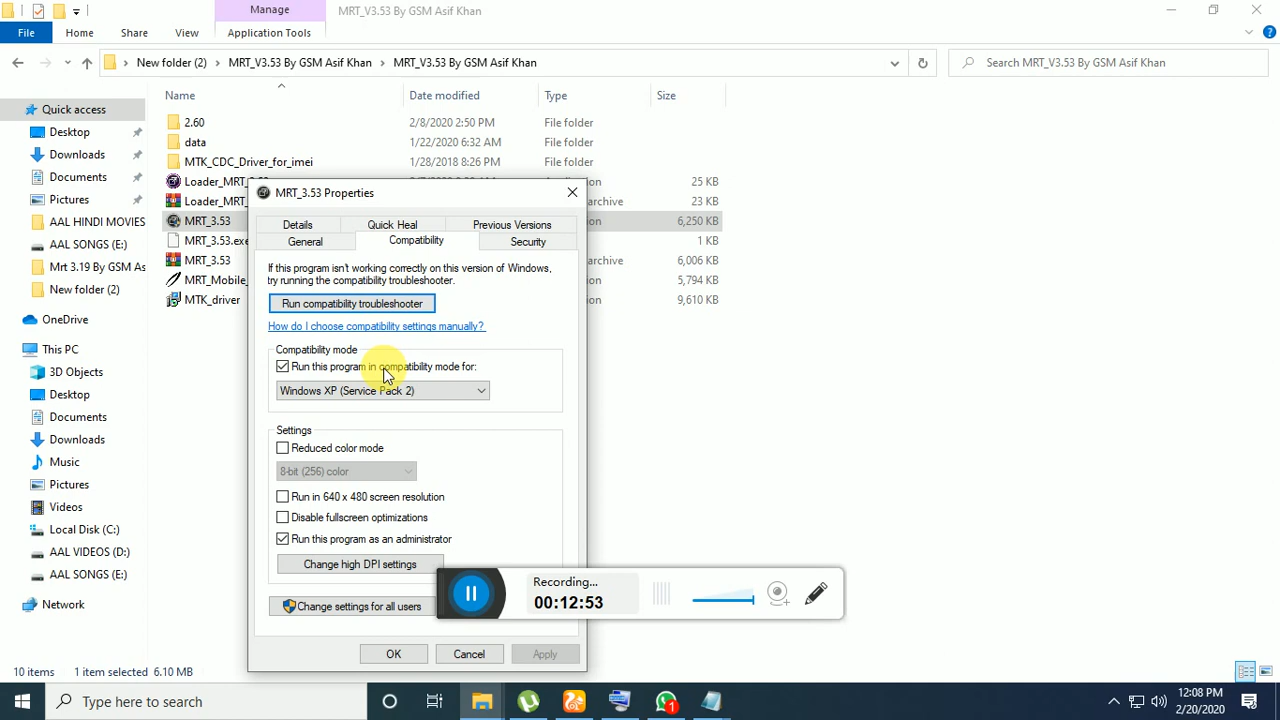 Manage
MRT_V3.53 By GSM Asif Khan
File
Home
Share
View
Application Tools
New folder (2)
MRT_V3.53 By GSM Asif Khan
MRT_V3.53 By GSM Asif Khan
Search MRT_V3.53 By GSM Asif Khan
Name
Date modified
Type
Size
Quick access
Desktop
Downloads
Documents
Pictures
AAL HINDI MOVIES
AAL SONGS (E:)
Mrt 3.19 By GSM As
New folder (2)
OneDrive
This PC
3D Objects
Desktop
Documents
Downloads
Music
Pictures
Videos
Local Disk (C:)
AAL VIDEOS (D:)
AAL SONGS (E:)
Network
2.60
2/8/2020 2:50 PM
File folder
data
1/22/2020 6:32 AM
File folder
MTK_CDC_Driver_for_imei
1/28/2018 8:26 PM
File folder
25 KB
23 KB
MRT_3.53
6,250 KB
MRT_3.53.exe
1 KB
MRT_3.53
6,006 KB
MRT_Mobile_
5,794 KB
MTK_driver
9,610 KB
MRT_3.53 Properties
Details
Quick Heal
Previous Versions
General
Compatibility
Security
If this program isn't working correctly on this version of Windows,
try running the compatibility troubleshooter.
Run compatibility troubleshooter
How do I choose compatibility settings manually?
Compatibility mode
Run this program in compatibility mode for:
Windows XP (Service Pack 2)
Settings
Reduced color mode
8-bit (256) color
Run in 640 x 480 screen resolution
Disable fullscreen optimizations
Run this program as an administrator
Change high DPI settings
Change settings for all users
OK
Cancel
Apply
Recording...
00:12:53
10 items
1 item selected 6.10 MB
Type here to search
1
12:08 PM
2/20/2020